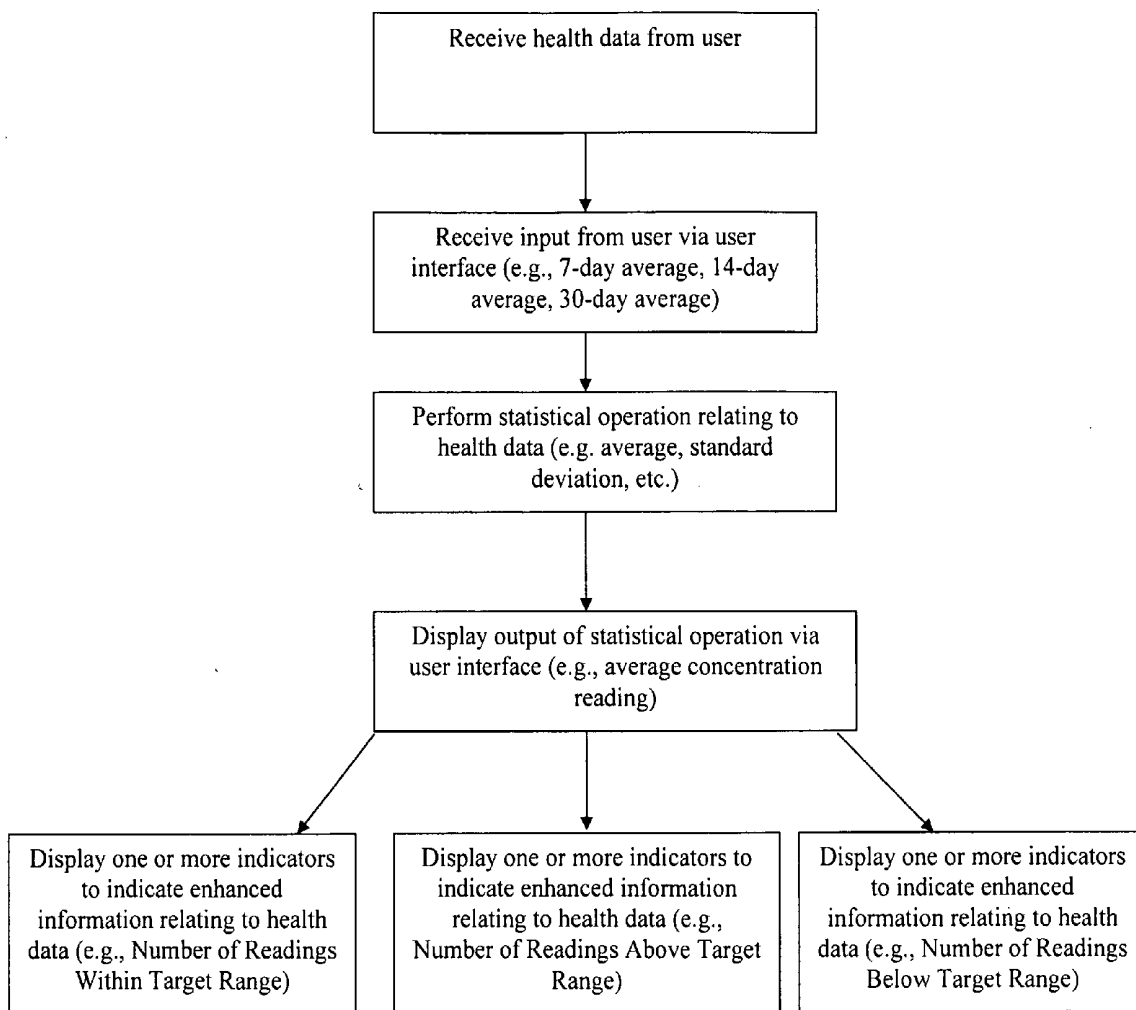 Receive health data from user
Receive input from user via user
interface (e.g., 7-day average, 14-day
average, 30-day average)
Perform statistical operation relating to
health data (e.g. average, standard
deviation, etc.)
Display output of statistical operation via
user interface (e.g., average concentration
reading)
Display one or more indicators
to indicate enhanced
information relating to health
data (e.g., Number of Readings
Within Target Range)
Display one or more indicators to
indicate enhanced information
relating to health data (e.g.,
Number of Readings Above Target
Range)
Display one or more indicators
to indicate enhanced
information relating to health
data (e.g., Number of Readings
Below Target Range)